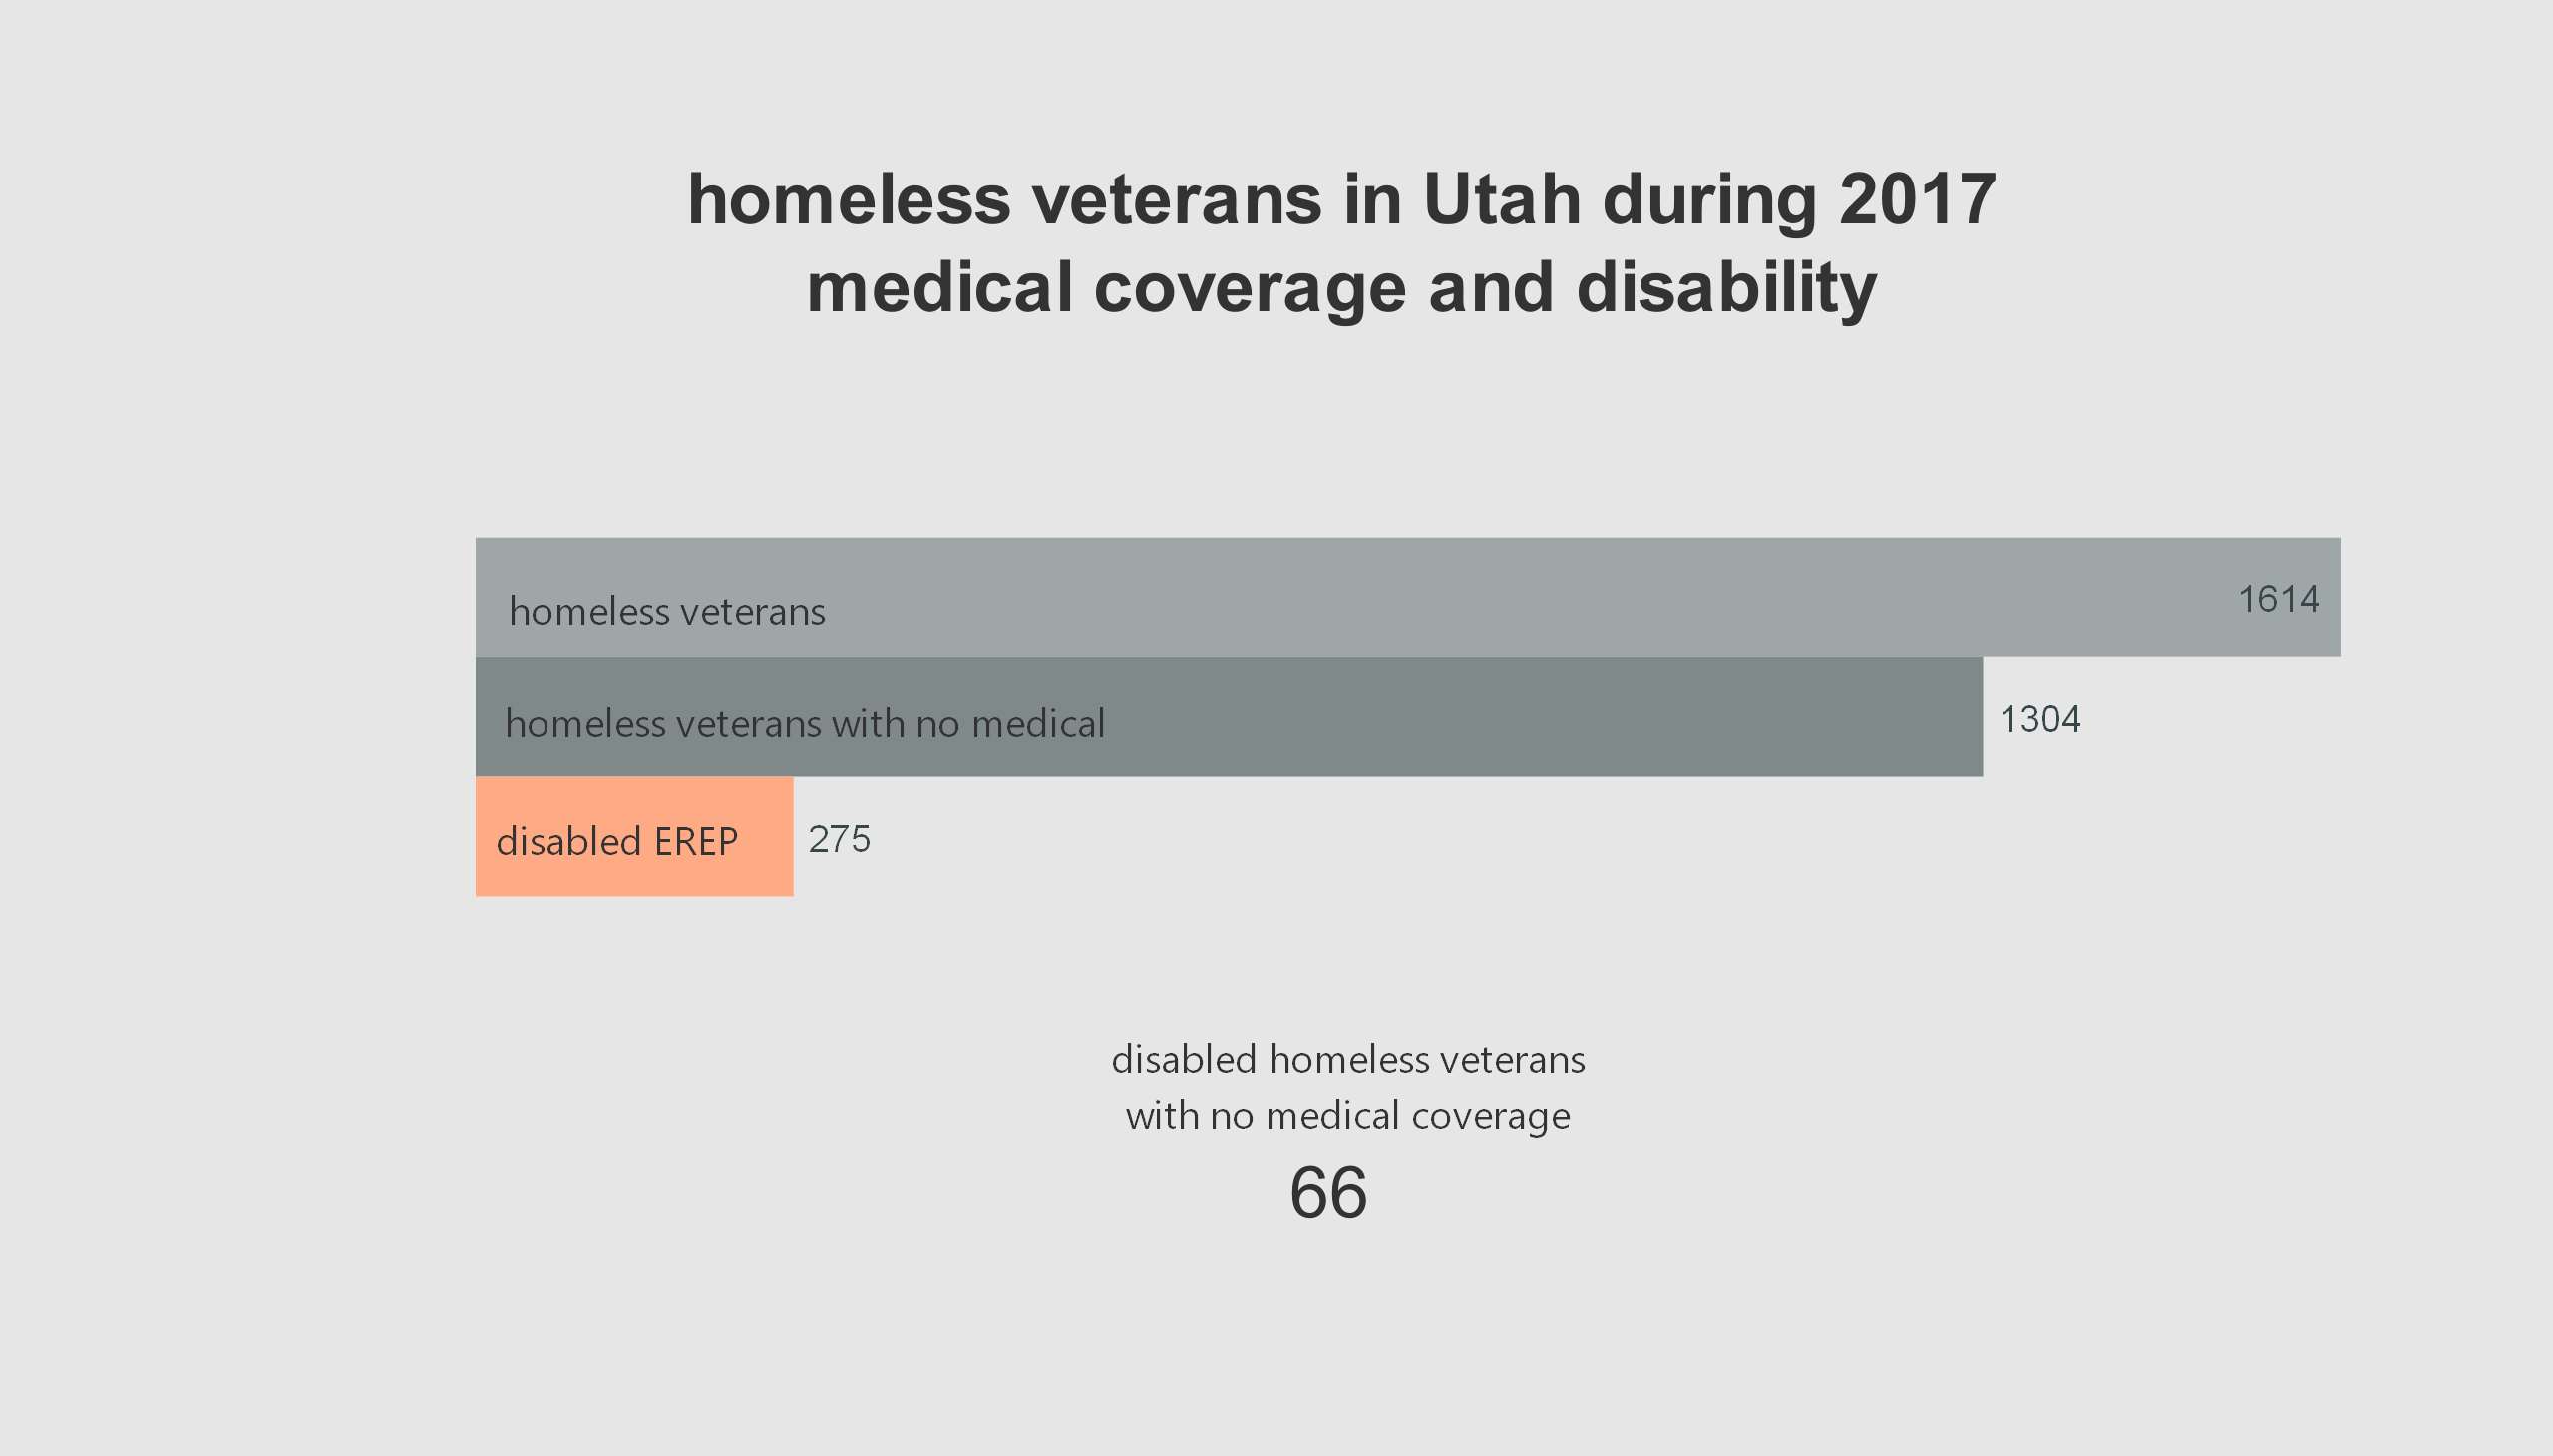 homeless veterans in Utah during 2017
medical coverage and disability
homeless veterans 1614
homeless veterans with no medical 1304
disabled EREP 275
disabled homeless veterans
with no medical coverage
66